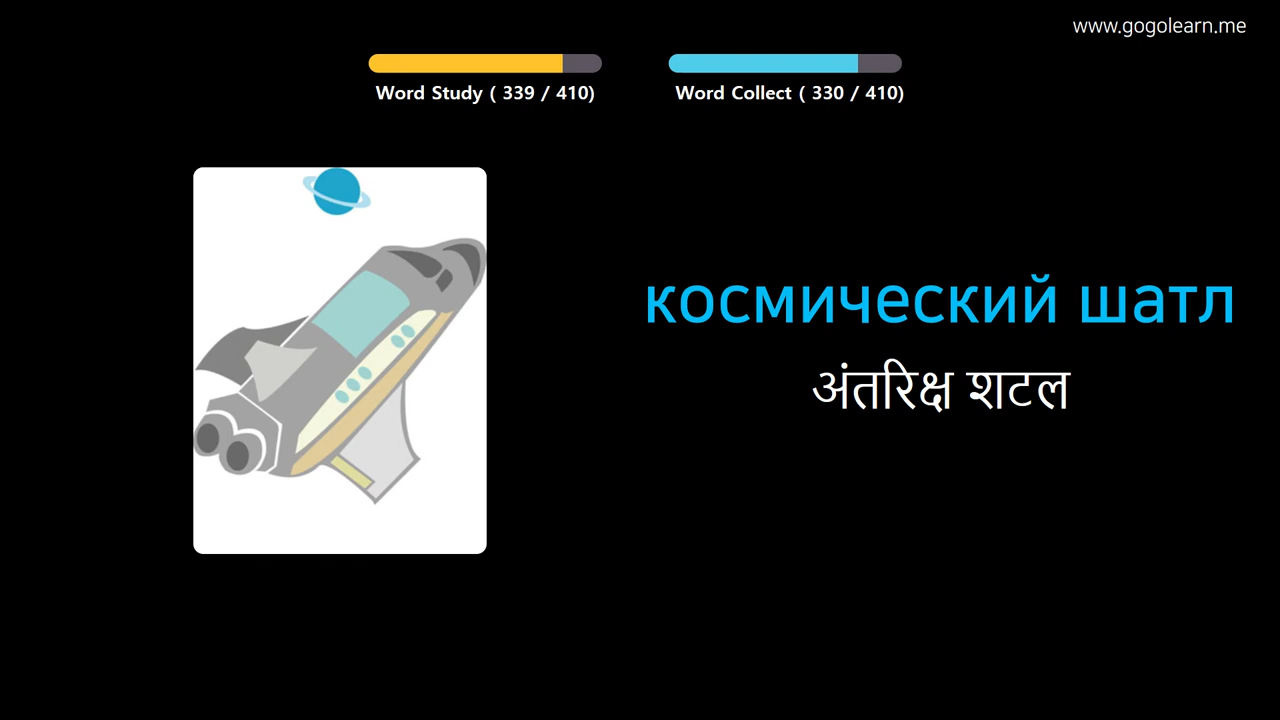 www.gogolearn.me
Word Study ( 339 / 410)
Word Collect ( 330 / 410)
космический шатл
अंतरिक्ष शटल